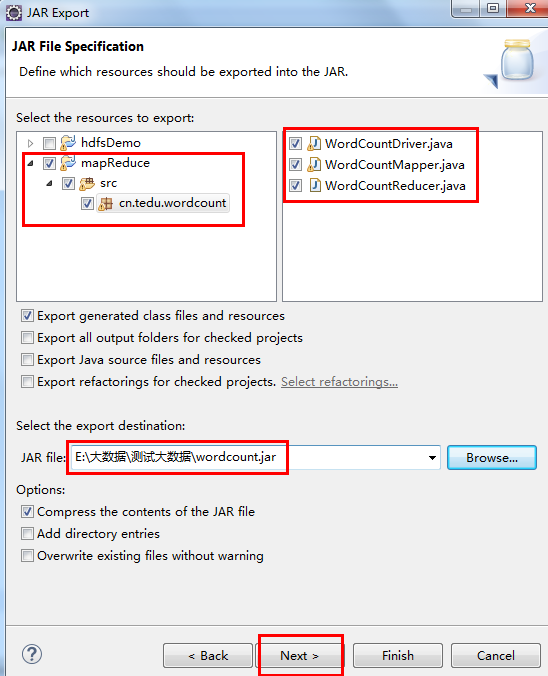 JAR Export
JAR File Specification
Define which resources should be exported into the JAR.
Select the resources to export:
hdfsDemo
mapReduce
src
cn.tedu.wordcount
WordCountDriver.java
WordCountMapper.java
WordCountReducer.java
Export generated class files and resources
Export all output folders for checked projects
Export Java source files and resources
Export refactorings for checked projects. Select refactorings...
Select the export destination:
JAR file: E:\大数据\测试大数据\wordcount.jar Browse...
Options:
Compress the contents of the JAR file
Add directory entries
Overwrite existing files without warning
? < Back Next > Finish Cancel